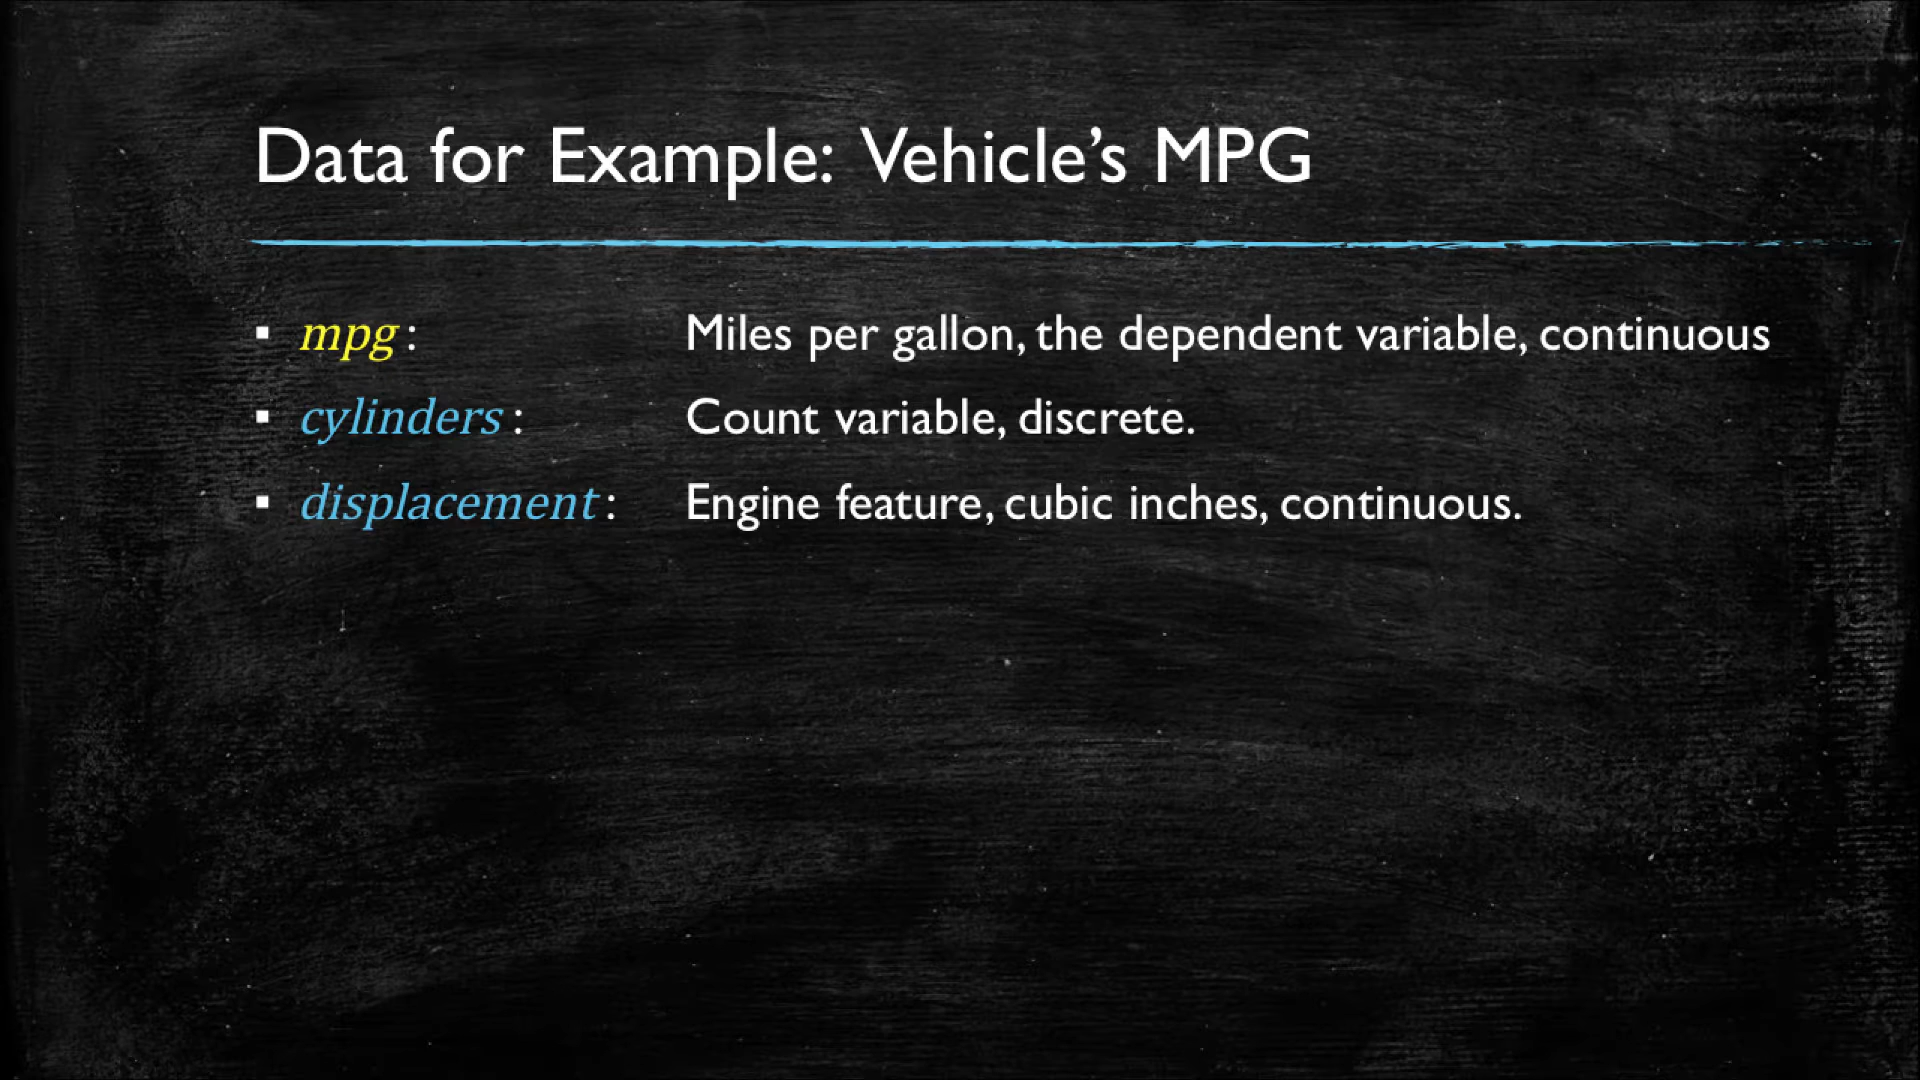 Data for Example: Vehicle’s MPG
▪ mpg: Miles per gallon, the dependent variable, continuous
▪ cylinders: Count variable, discrete.
▪ displacement: Engine feature, cubic inches, continuous.